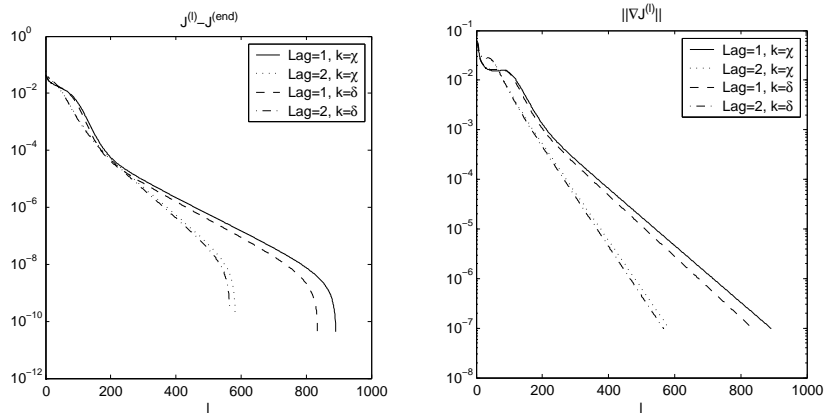 J^(l)–J^(end)
10^0
10^−2
10^−4
10^−6
10^−8
10^−10
10^−12
0
200
400
600
800
1000
l
Lag=1, k=χ
Lag=2, k=χ
Lag=1, k=δ
Lag=2, k=δ
||∇J^(l)||
10^−1
10^−2
10^−3
10^−4
10^−5
10^−6
10^−7
10^−8
0
200
400
600
800
1000
l
Lag=1, k=χ
Lag=2, k=χ
Lag=1, k=δ
Lag=2, k=δ